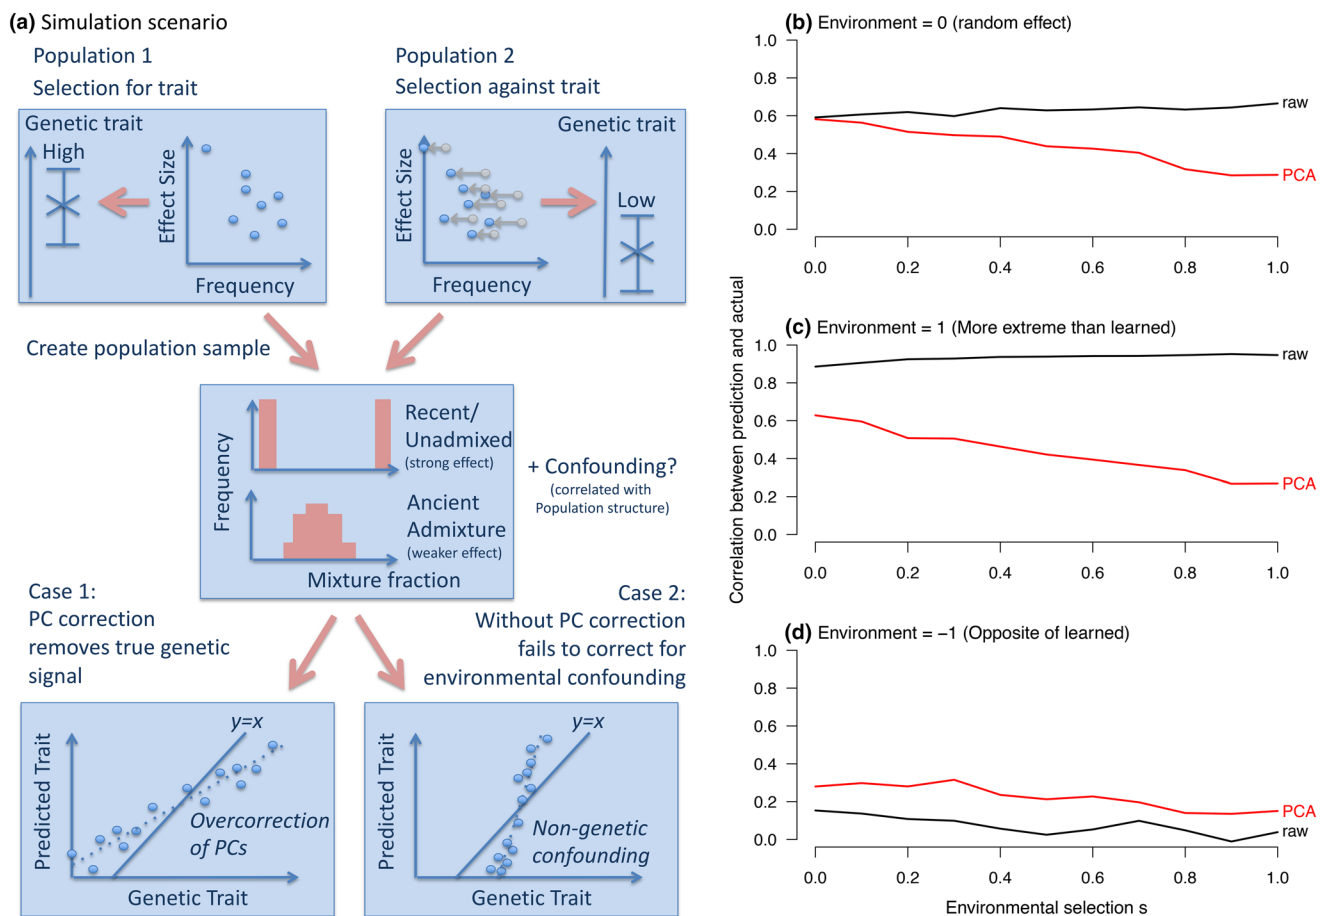 (a) Simulation scenario
Population 1
Selection for trait
Genetic trait
High
Effect Size
Frequency
Population 2
Selection against trait
Genetic trait
Low
Effect Size
Frequency
Create population sample
Frequency
Recent/
Unadmixed
(strong effect)
Ancient
Admixture
(weaker effect)
Mixture fraction
+ Confounding?
(correlated with
Population structure)
Case 1:
PC correction
removes true genetic
signal
Case 2:
Without PC correction
fails to correct for
environmental confounding
Predicted Trait
y=x
Overcorrection
of PCs
Genetic Trait
Predicted Trait
y=x
Non-genetic
confounding
Genetic Trait
Correlation between prediction and actual
(b) Environment = 0 (random effect)
1.0
0.8
0.6
0.4
0.2
0.0
raw
PCA
0.0 0.2 0.4 0.6 0.8 1.0
(c) Environment = 1 (More extreme than learned)
1.0
0.8
0.6
0.4
0.2
0.0
raw
PCA
0.0 0.2 0.4 0.6 0.8 1.0
(d) Environment = −1 (Opposite of learned)
1.0
0.8
0.6
0.4
0.2
0.0
PCA
raw
0.0 0.2 0.4 0.6 0.8 1.0
Environmental selection s